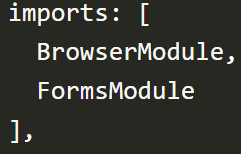 imports: [
  BrowserModule,
  FormsModule
],